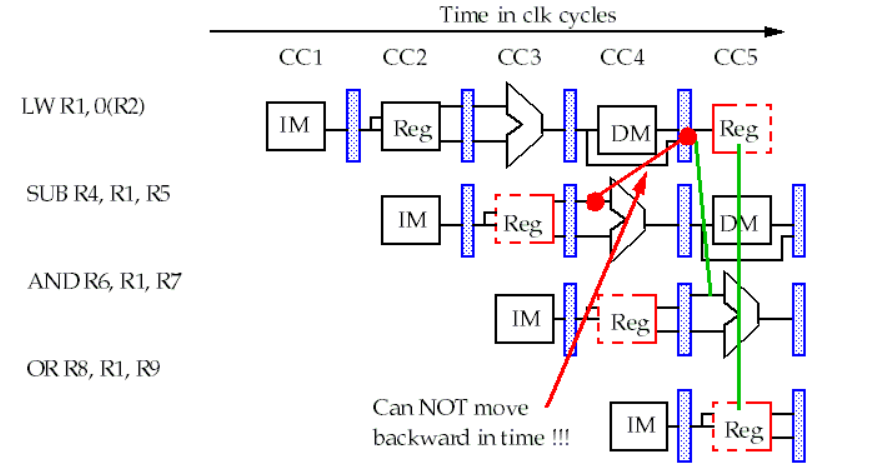 Time in clk cycles
CC1 CC2 CC3 CC4 CC5
LW R1, 0(R2)
IM Reg DM Reg
SUB R4, R1, R5
IM Reg DM
AND R6, R1, R7
IM Reg
OR R8, R1, R9
Can NOT move
backward in time !!!
IM Reg